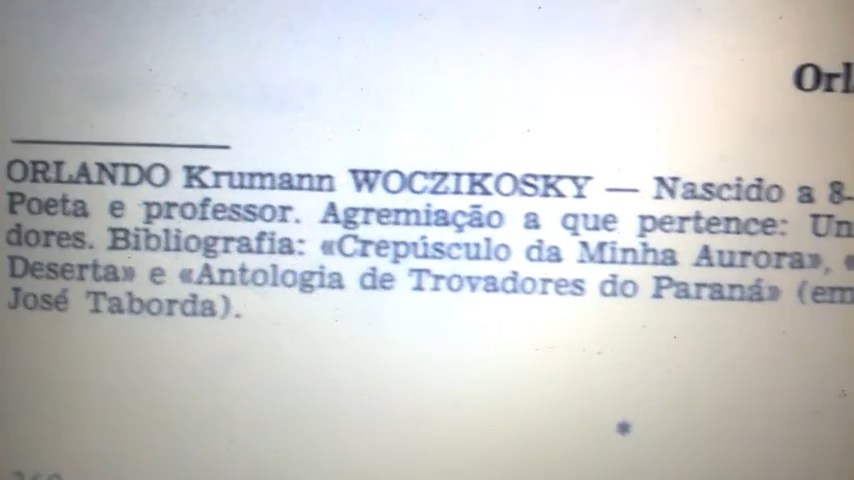 Orl
ORLANDO Krumann WOCZIKOSKY — Nascido a 8-
Poeta e professor. Agremiação a que pertence: Un
dores. Bibliografia: «Crepúsculo da Minha Aurora», «
Deserta» e «Antologia de Trovadores do Paraná» (em
José Taborda).
*